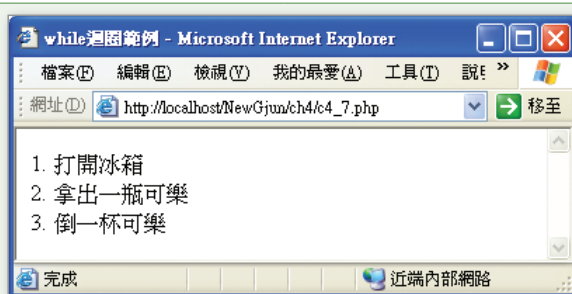 while迴圈範例 - Microsoft Internet Explorer
檔案(F) 編輯(E) 檢視(V) 我的最愛(A) 工具(T) 說 »
網址(D) http://localhost/NewGjun/ch4/c4_7.php 移至
1. 打開冰箱
2. 拿出一瓶可樂
3. 倒一杯可樂
完成 近端內部網路